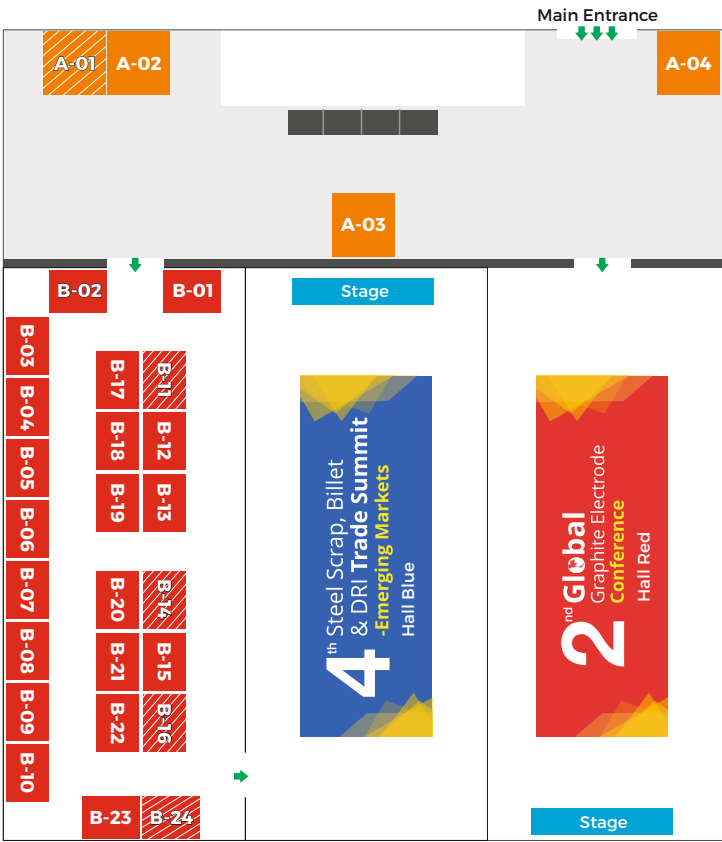 Main Entrance
A-01
A-02
A-04
A-03
B-02
B-01
Stage
B-03
B-04
B-05
B-06
B-07
B-08
B-09
B-10
B-17
B-11
B-18
B-12
B-19
B-13
B-20
B-14
B-21
B-15
B-22
B-16
B-23
B-24
4th Steel Scrap, Billet
& DRI Trade Summit
-Emerging Markets
Hall Blue
2nd Global
Graphite Electrode
Conference
Hall Red
Stage